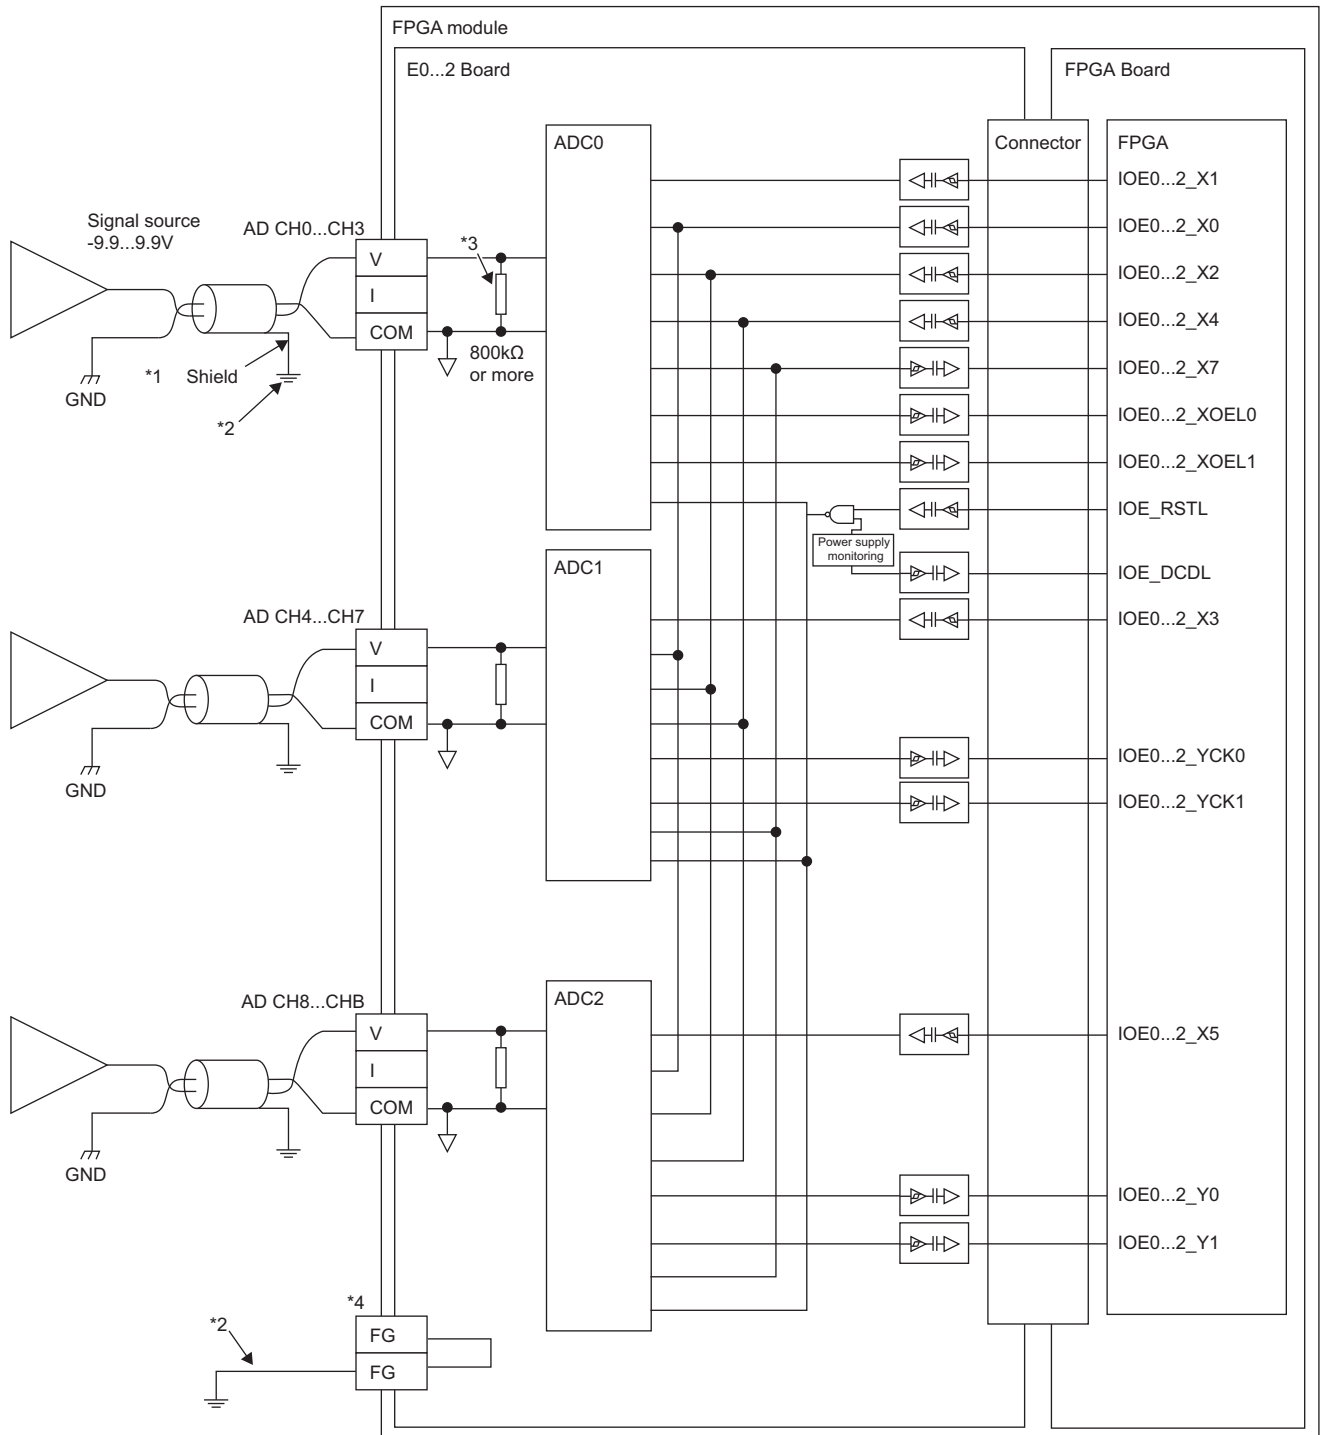 FPGA module
E0...2 Board
FPGA Board
ADC0
Connector
FPGA
IOE0...2_X1
Signal source
-9.9...9.9V
AD CH0...CH3
IOE0...2_X0
*3
V
IOE0...2_X2
I
COM
IOE0...2_X4
800kΩ
or more
*1
Shield
IOE0...2_X7
GND
*2
IOE0...2_XOEL0
IOE0...2_XOEL1
IOE_RSTL
Power supply
monitoring
ADC1
IOE_DCDL
AD CH4...CH7
IOE0...2_X3
V
I
COM
GND
IOE0...2_YCK0
IOE0...2_YCK1
ADC2
AD CH8...CHB
V
IOE0...2_X5
I
COM
GND
IOE0...2_Y0
IOE0...2_Y1
*4
*2
FG
FG